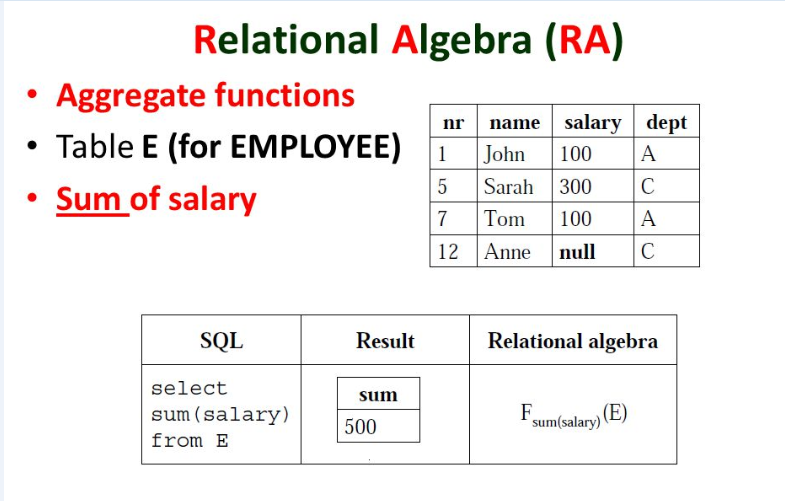 Relational Algebra (RA)
• Aggregate functions
• Table E (for EMPLOYEE)
• Sum of salary
nr name salary dept
1 John 100 A
5 Sarah 300 C
7 Tom 100 A
12 Anne null C
SQL Result Relational algebra
select
sum(salary)
from E
sum
500
F sum(salary) (E)